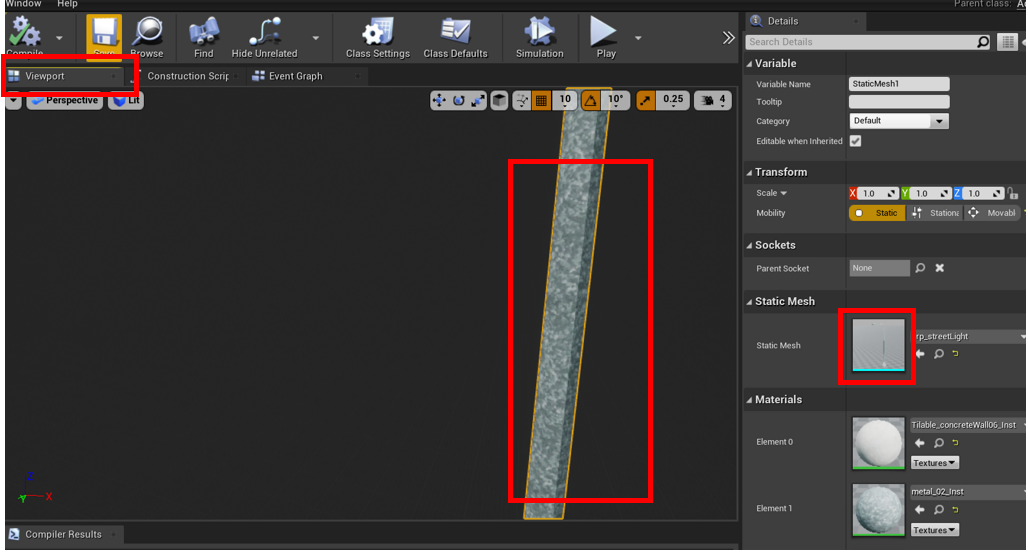 Window Help
Parent class:
Compile Save Browse Find Hide Unrelated Class Settings Class Defaults Simulation Play
Viewport Construction Scrip Event Graph
Perspective Lit 10 10° 0.25 4
Z
Y X
Compiler Results
Details
Search Details
Variable
Variable Name StaticMesh1
Tooltip
Category Default
Editable when Inherited
Transform
Scale X 1.0 Y 1.0 Z 1.0
Mobility Static Stationa Movabl
Sockets
Parent Socket None
Static Mesh
Static Mesh rp_streetLight
Materials
Element 0 Tilable_concreteWall06_Inst
Textures
Element 1 metal_02_Inst
Textures